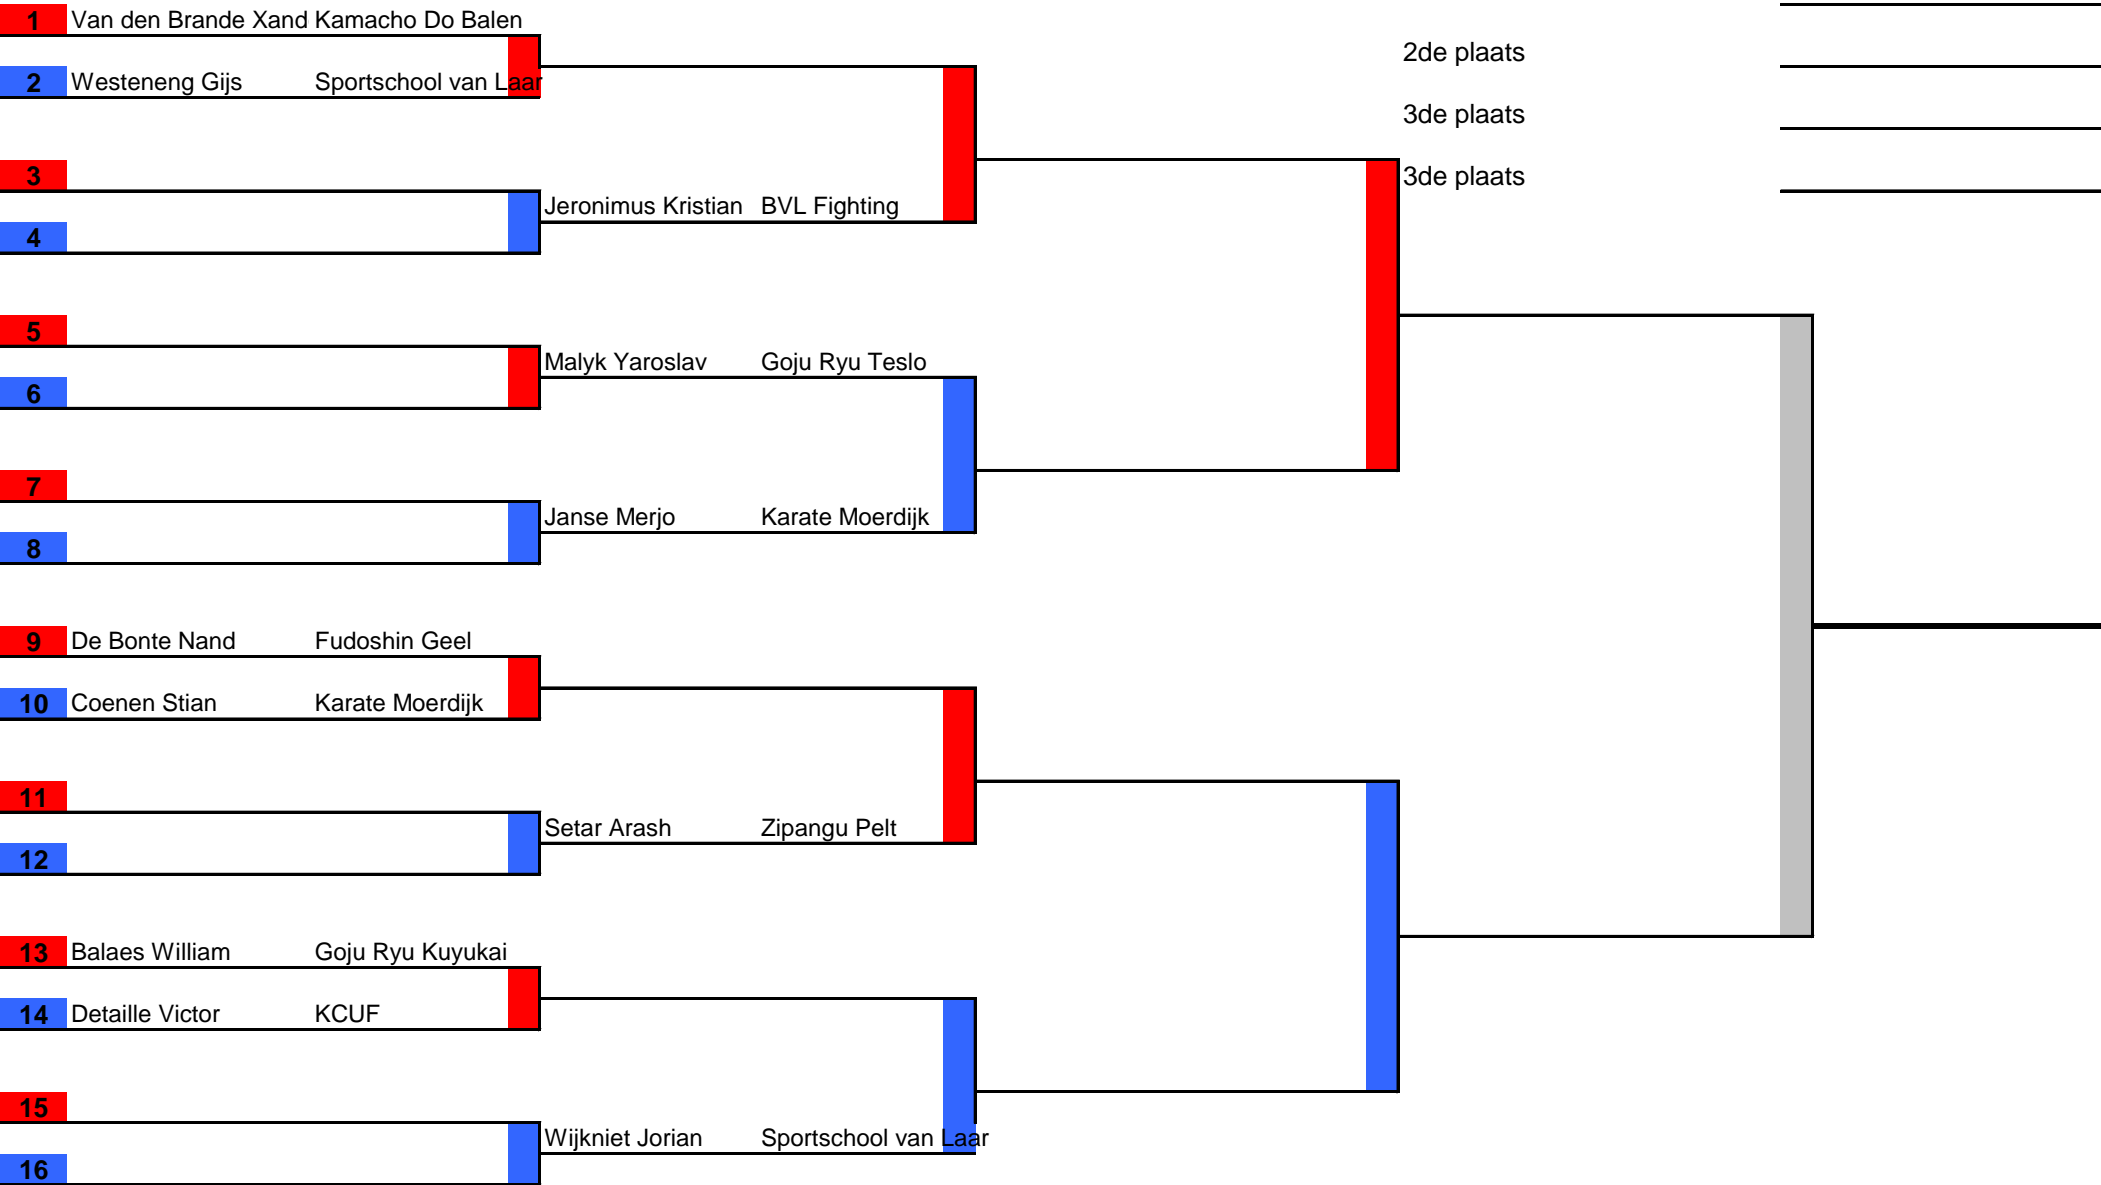 1 Van den Brande Xand Kamacho Do Balen
2de plaats
2 Westeneng Gijs Sportschool van Laar
3de plaats
3
3de plaats
Jeronimus Kristian BVL Fighting
4
5
Malyk Yaroslav Goju Ryu Teslo
6
7
Janse Merjo Karate Moerdijk
8
9 De Bonte Nand Fudoshin Geel
10 Coenen Stian Karate Moerdijk
11
Setar Arash Zipangu Pelt
12
13 Balaes William Goju Ryu Kuyukai
14 Detaille Victor KCUF
15
Wijkniet Jorian Sportschool van Laar
16